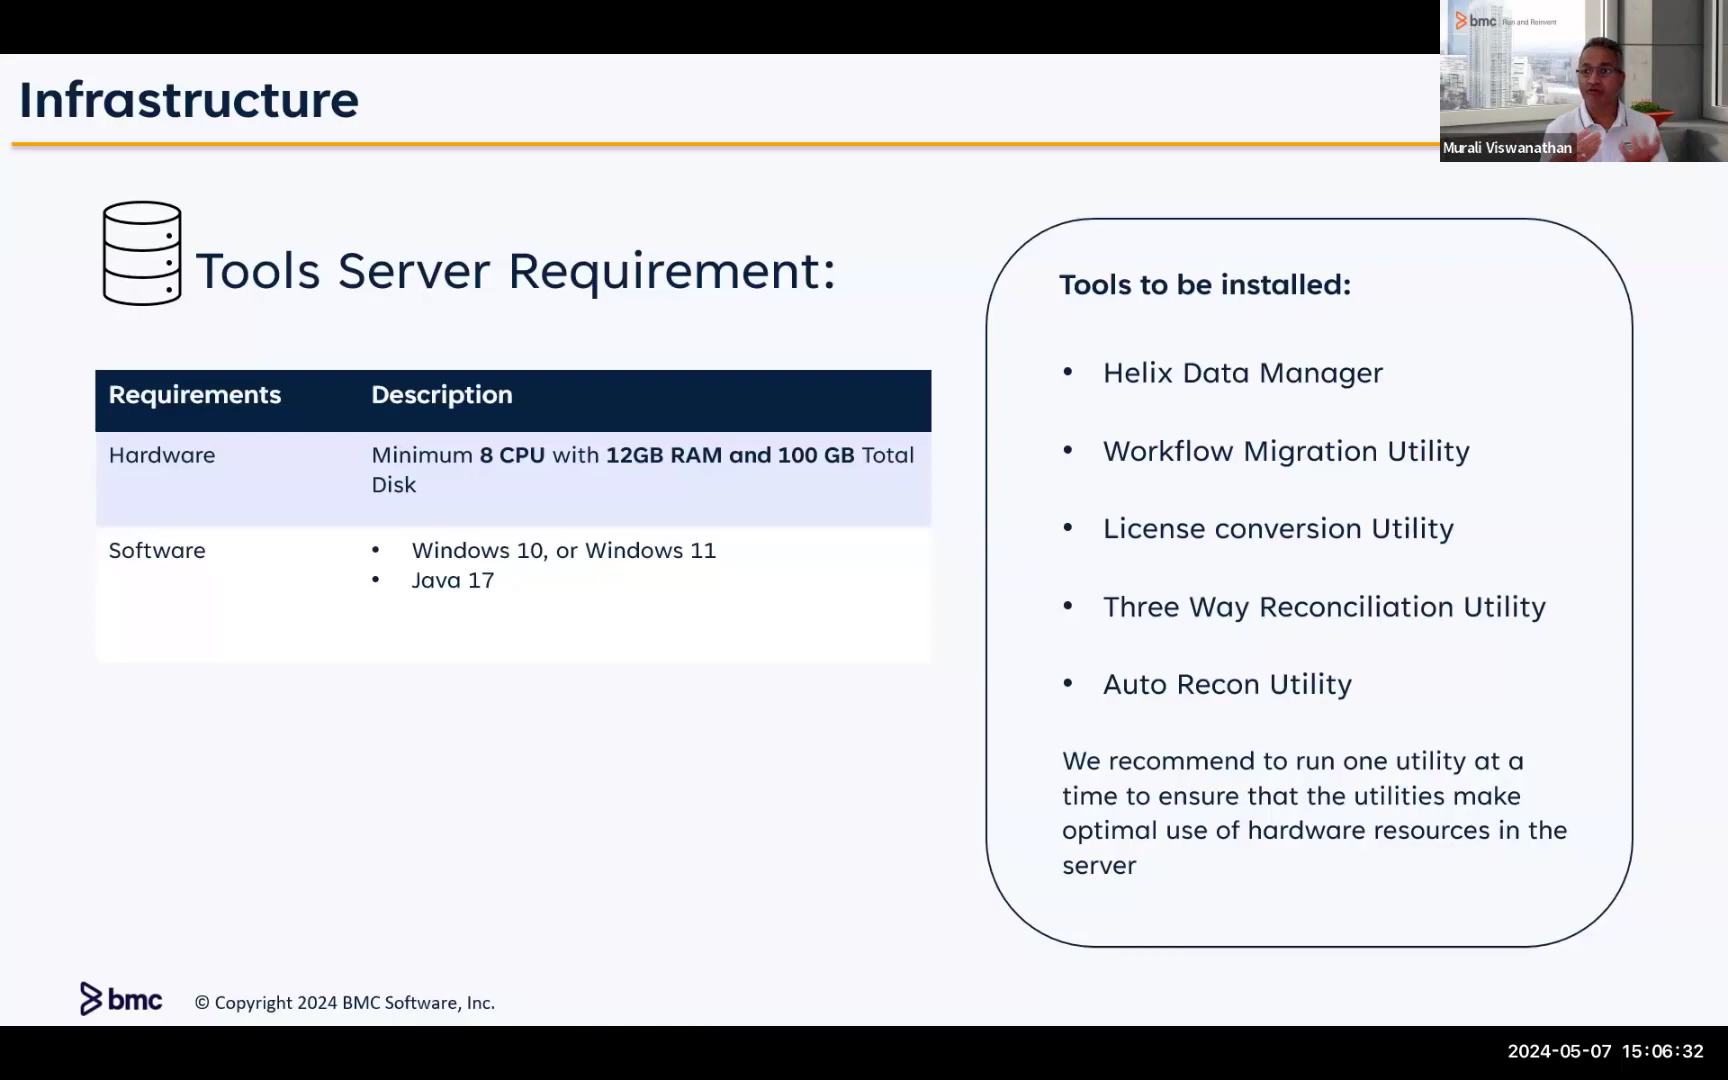 Infrastructure
bmc Run and Reinvent
Murali Viswanathan
Tools Server Requirement:
Requirements Description
Hardware Minimum 8 CPU with 12GB RAM and 100 GB Total
Disk
Software • Windows 10, or Windows 11
• Java 17
Tools to be installed:
• Helix Data Manager
• Workflow Migration Utility
• License conversion Utility
• Three Way Reconciliation Utility
• Auto Recon Utility
We recommend to run one utility at a
time to ensure that the utilities make
optimal use of hardware resources in the
server
bmc © Copyright 2024 BMC Software, Inc.
2024-05-07 15:06:32